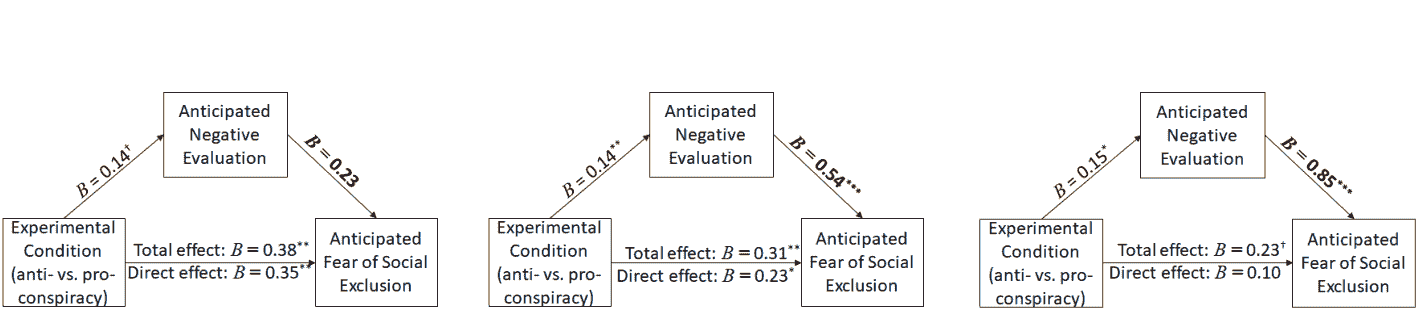 Anticipated
Negative
Evaluation
B = 0.14†
B = 0.23
Experimental
Condition
(anti- vs. pro-
conspiracy)
Total effect: B = 0.38**
Direct effect: B = 0.35**
Anticipated
Fear of Social
Exclusion
Anticipated
Negative
Evaluation
B = 0.14**
B = 0.54***
Experimental
Condition
(anti- vs. pro-
conspiracy)
Total effect: B = 0.31**
Direct effect: B = 0.23*
Anticipated
Fear of Social
Exclusion
Anticipated
Negative
Evaluation
B = 0.15*
B = 0.85***
Experimental
Condition
(anti- vs. pro-
conspiracy)
Total effect: B = 0.23†
Direct effect: B = 0.10
Anticipated
Fear of Social
Exclusion